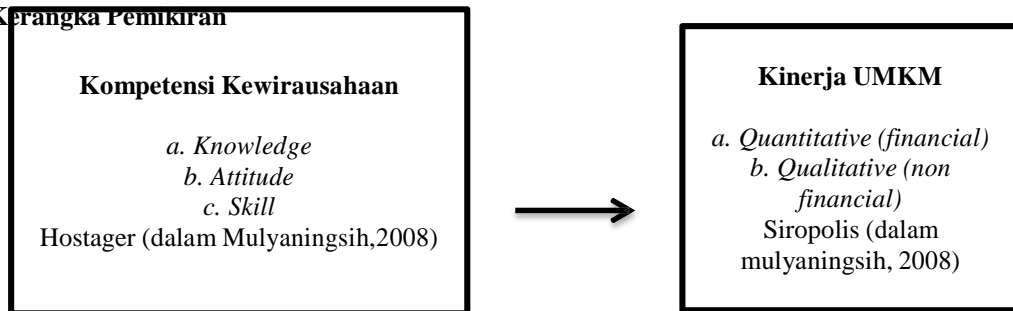 Kerangka Pemikiran
Kompetensi Kewirausahaan
a. Knowledge
b. Attitude
c. Skill
Hostager (dalam Mulyaningsih,2008)
Kinerja UMKM
a. Quantitative (financial)
b. Qualitative (non
financial)
Siropolis (dalam
mulyaningsih, 2008)